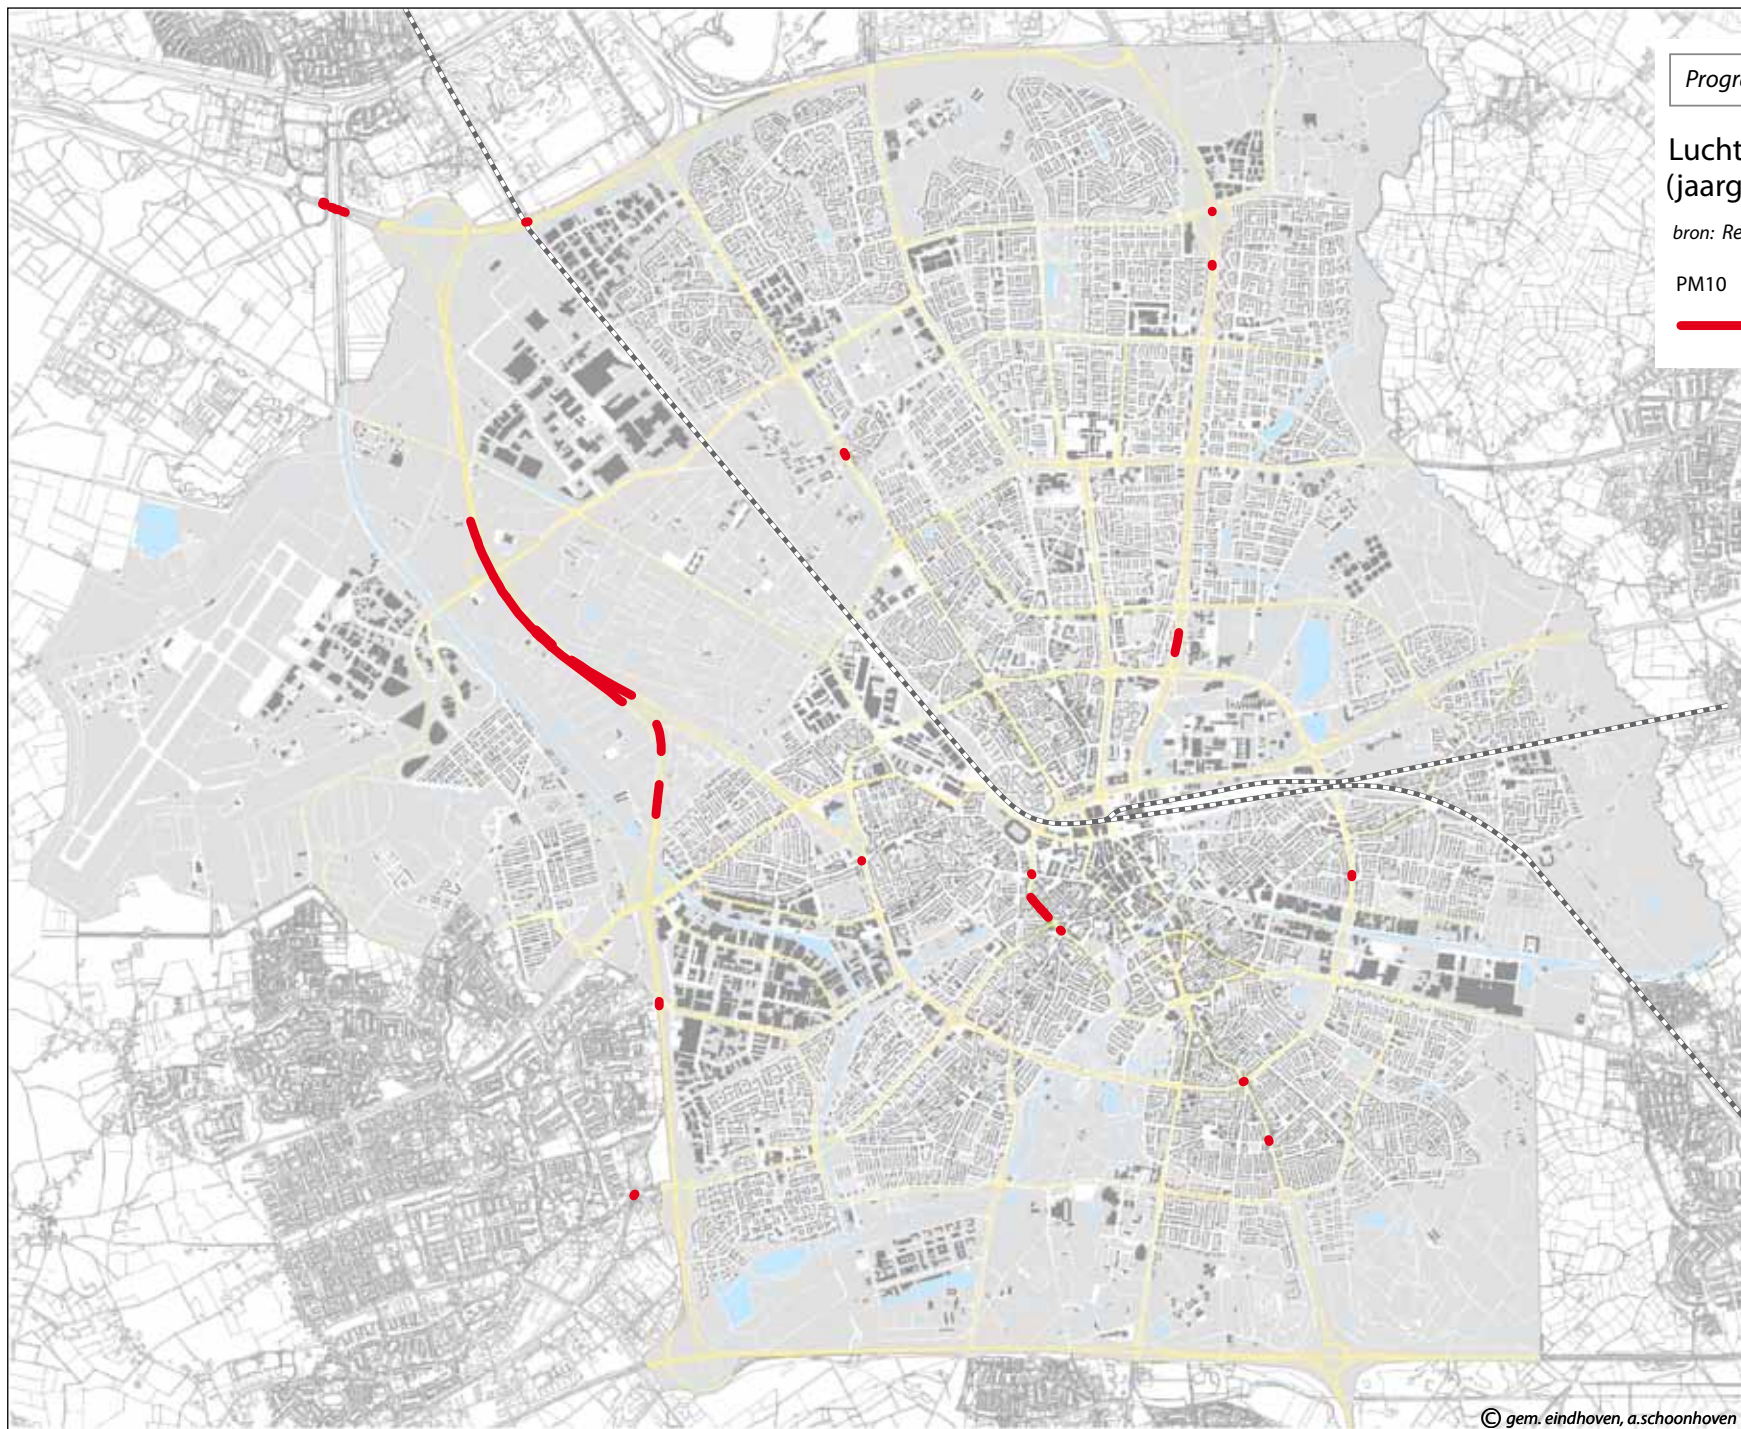 Progr
Lucht
(jaarg
bron: Re
PM10
© gem. eindhoven, a.schoonhoven